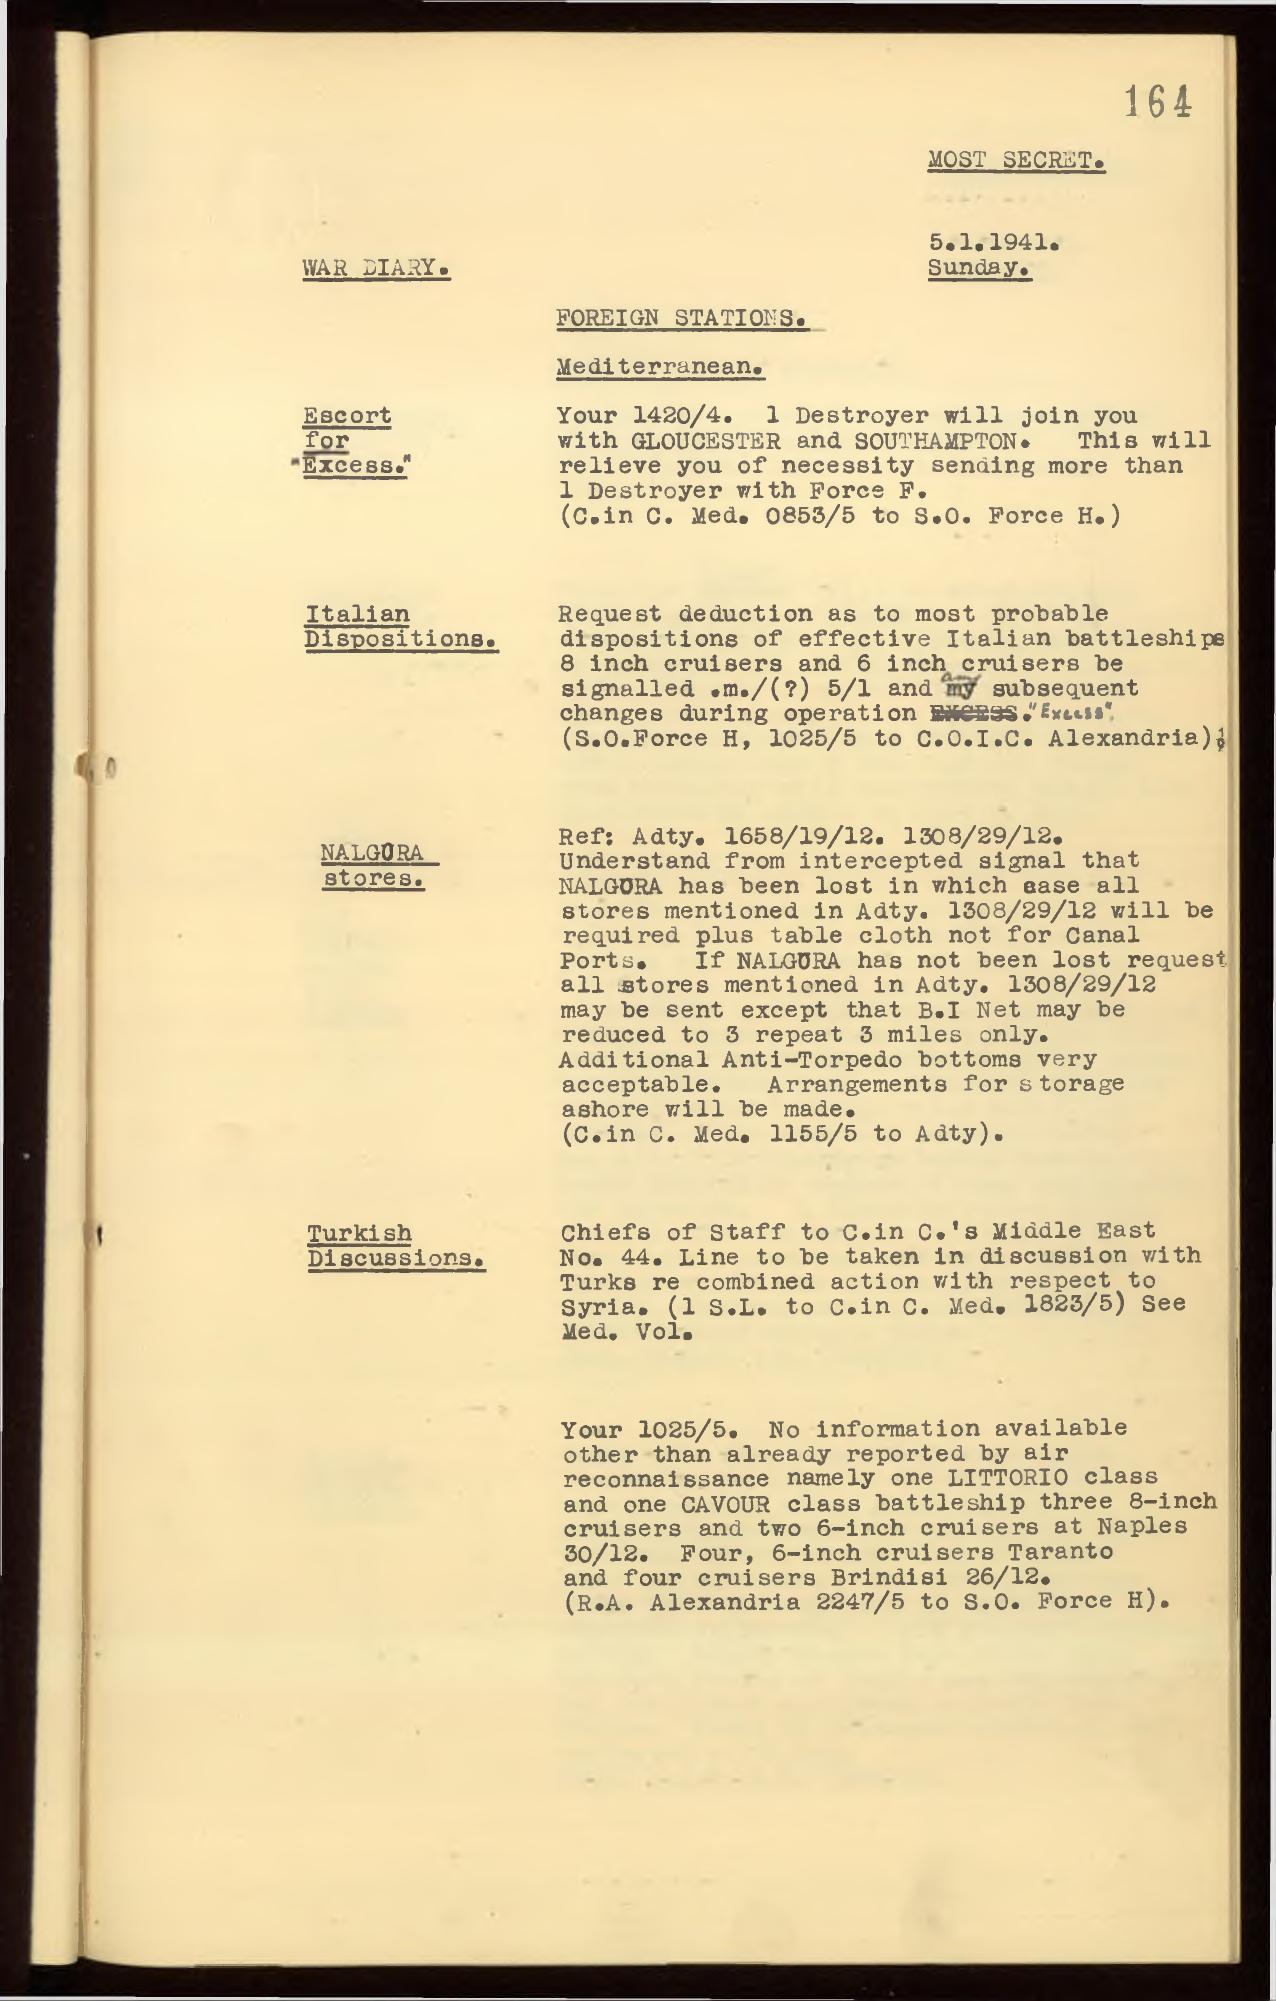 164
MOST SECRET.
5.1.1941.
Sunday.
WAR DIARY.
FOREIGN STATIONS.
Mediterranean.
Escort
for
"Excess."
Your 1420/4. 1 Destroyer will join you
with GLOUCESTER and SOUTHAMPTON. This will
relieve you of necessity sending more than
1 Destroyer with Force F.
(C.in C. Med. 0853/5 to S.O. Force H.)
Italian
Dispositions.
Request deduction as to most probable
dispositions of effective Italian battleships
8 inch cruisers and 6 inch cruisers be
signalled .m./(?) 5/1 and my any subsequent
changes during operation EXCESS. "Excess".
(S.O.Force H, 1025/5 to C.O.I.C. Alexandria)
NALGORA
stores.
Ref: Adty. 1658/19/12. 1308/29/12.
Understand from intercepted signal that
NALGORA has been lost in which ease all
stores mentioned in Adty. 1308/29/12 will be
required plus table cloth not for Canal
Ports. If NALGORA has not been lost request
all stores mentioned in Adty. 1308/29/12
may be sent except that B.I Net may be
reduced to 3 repeat 3 miles only.
Additional Anti-Torpedo bottoms very
acceptable. Arrangements for storage
ashore will be made.
(C.in C. Med. 1155/5 to Adty).
Turkish
Discussions.
Chiefs of Staff to C.in C.'s Middle East
No. 44. Line to be taken in discussion with
Turks re combined action with respect to
Syria. (1 S.L. to C.in C. Med. 1823/5) See
Med. Vol.
Your 1025/5. No information available
other than already reported by air
reconnaissance namely one LITTORIO class
and one CAVOUR class battleship three 8-inch
cruisers and two 6-inch cruisers at Naples
30/12. Four, 6-inch cruisers Taranto
and four cruisers Brindisi 26/12.
(R.A. Alexandria 2247/5 to S.O. Force H).